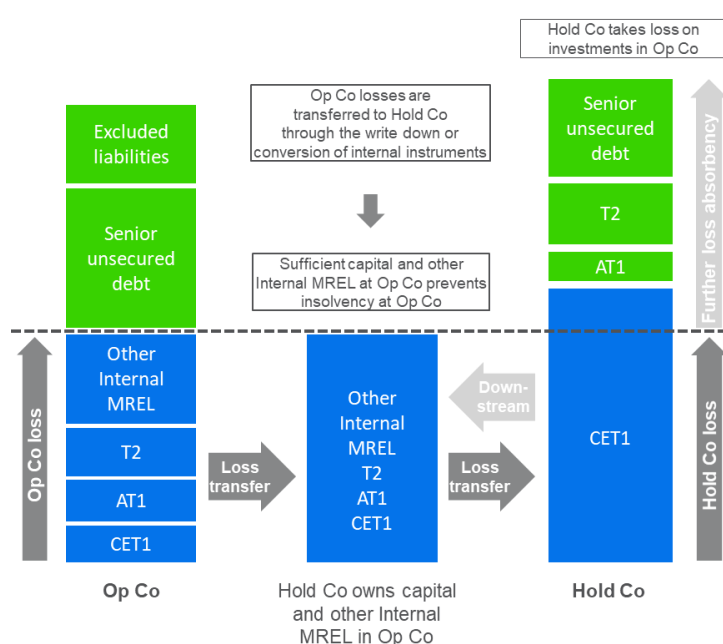 Hold Co takes loss on
investments in Op Co
Op Co losses are
transferred to Hold Co
through the write down or
conversion of internal instruments
Sufficient capital and other
Internal MREL at Op Co prevents
insolvency at Op Co
Excluded
liabilities
Senior
unsecured
debt
Other
Internal
MREL
T2
AT1
CET1
Op Co loss
Loss
transfer
Other
Internal
MREL
T2
AT1
CET1
Down-
stream
Loss
transfer
Senior
unsecured
debt
T2
AT1
CET1
Further loss absorbency
Hold Co loss
Op Co
Hold Co owns capital
and other Internal
MREL in Op Co
Hold Co